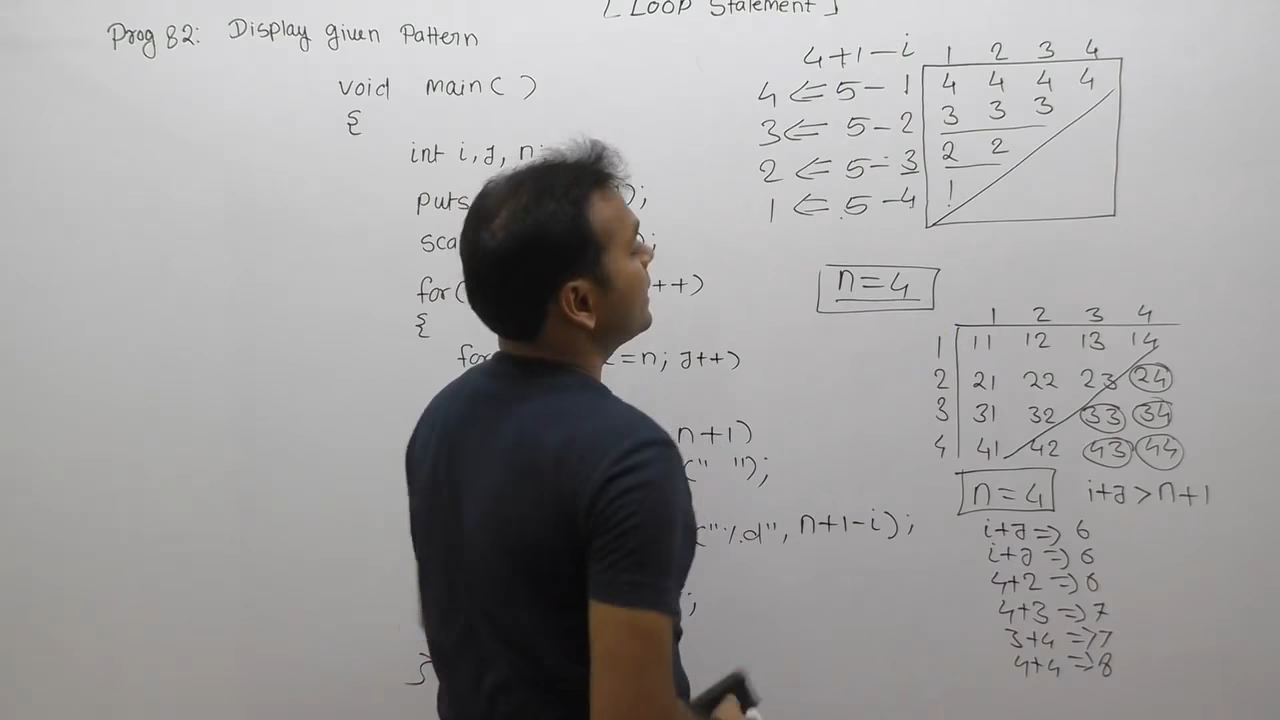 [ Loop Statement ]
Prog 82: Display given Pattern
void main( )
{
int i, J, n;
puts
);
sca
);
for(
++)
{
for
=n; J++)
n+1)
(" ");
("%d", n+1-i);
;
}
4+1-i 1 2 3 4
4 <= 5-1 4 4 4 4
3 <= 5-2 3 3 3
2 <= 5-3 2 2
1 <= 5-4 1
n=4
1 2 3 4
1 11 12 13 14
2 21 22 23 24
3 31 32 33 34
4 41 42 43 44
n=4 i+J>n+1
i+J=>6
i+J=>6
4+2=>6
4+3=>7
3+4=>7
4+4=>8